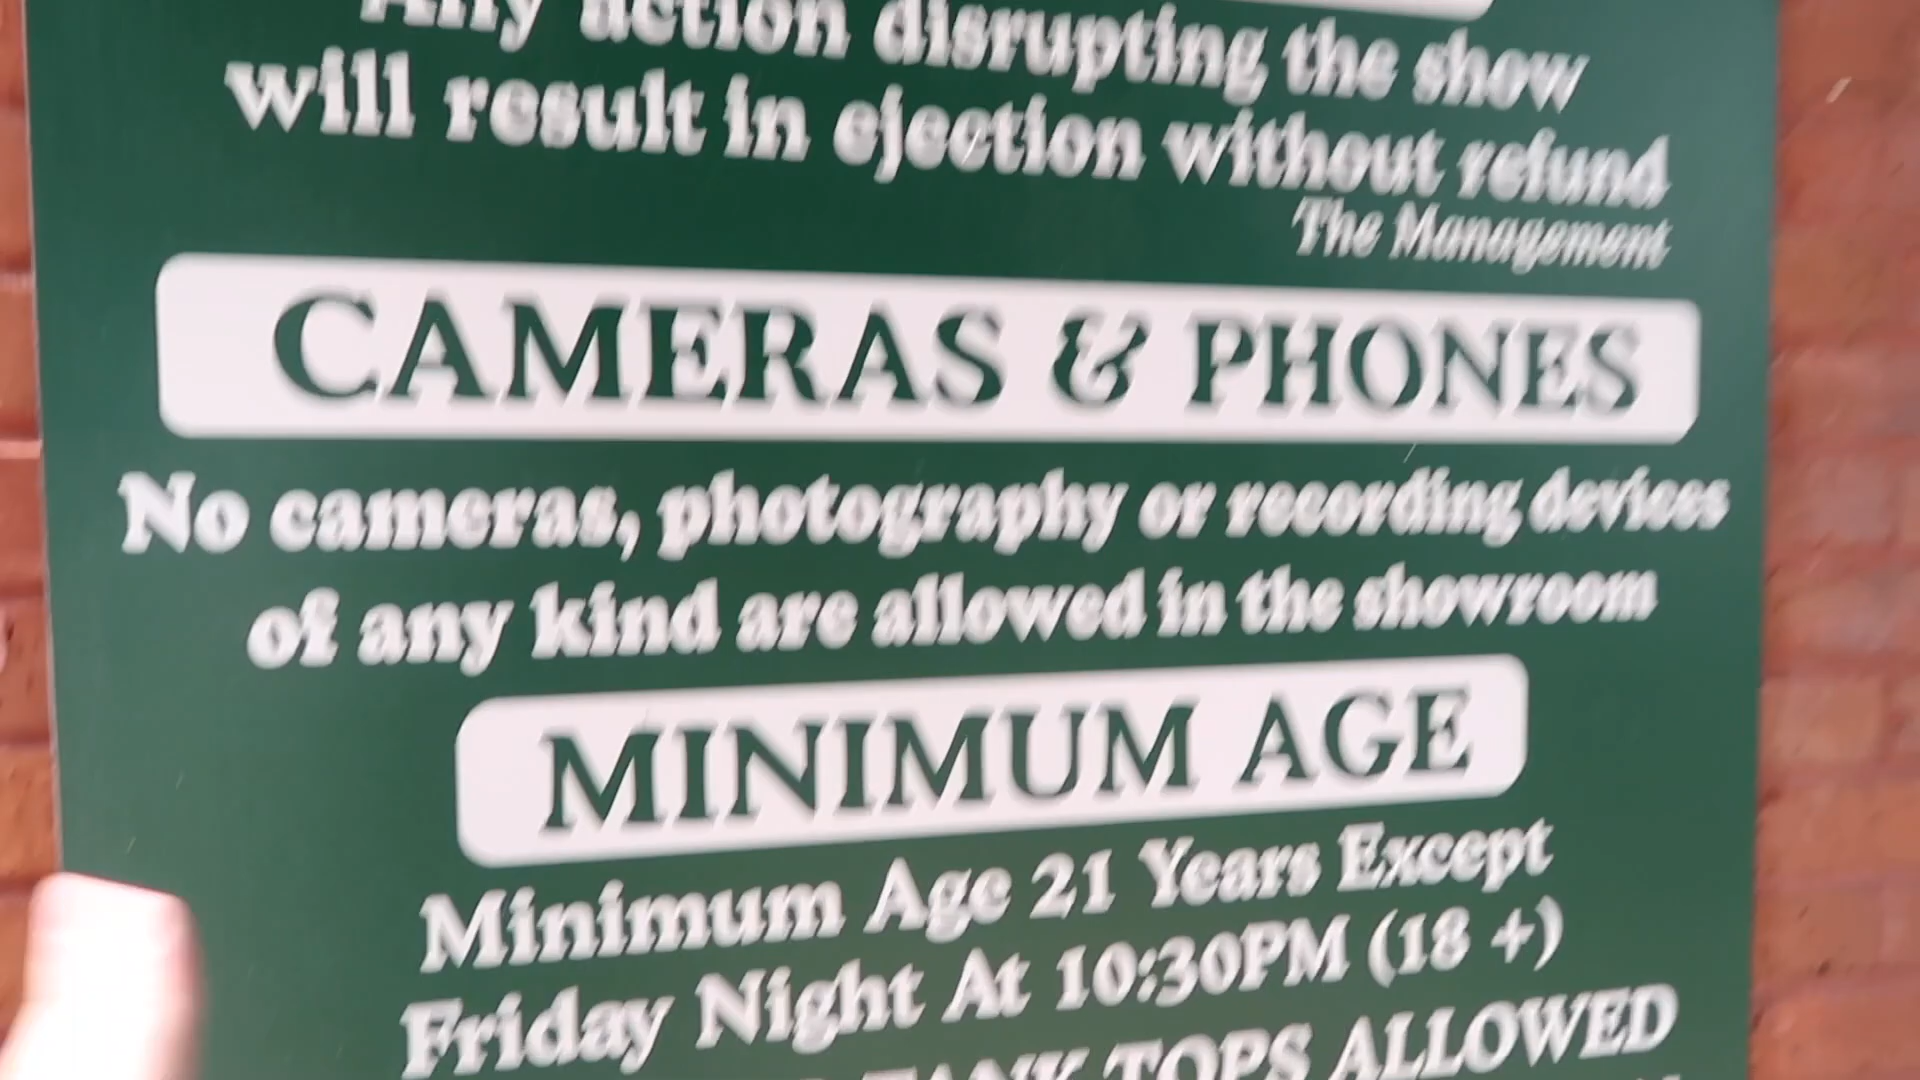 Any action disrupting the show
will result in ejection without refund
The Management
CAMERAS & PHONES
No cameras, photography or recording devices
of any kind are allowed in the showroom
MINIMUM AGE
Minimum Age 21 Years Except
Friday Night At 10:30PM (18 +)
TANK TOPS ALLOWED